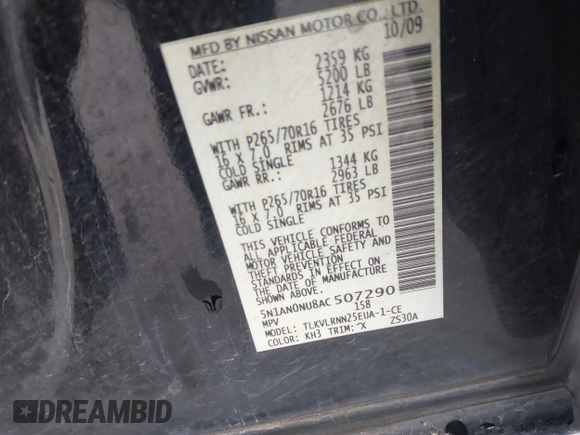 MFD BY NISSAN MOTOR CO., LTD.
DATE: 10/09
GVWR: 2359 KG
5200 LB
GAWR FR.: 1214 KG
2676 LB
WITH P265/70R16 TIRES
16 X 7.0 RIMS AT 35 PSI
COLD SINGLE
GAWR RR.: 1344 KG
2963 LB
WITH P265/70R16 TIRES
16 X 7.0 RIMS AT 35 PSI
COLD SINGLE
THIS VEHICLE CONFORMS TO
ALL APPLICABLE FEDERAL
MOTOR VEHICLE SAFETY AND
THEFT PREVENTION
STANDARDS IN EFFECT ON
THE DATE OF MANUFACTURE
SHOWN ABOVE.
5N1AN0NU8AC507290
MPV 158
MODEL: TLKVLRNN25EUA-1-CE
COLOR: KH3 TRIM: X ZS30A
DREAMBID